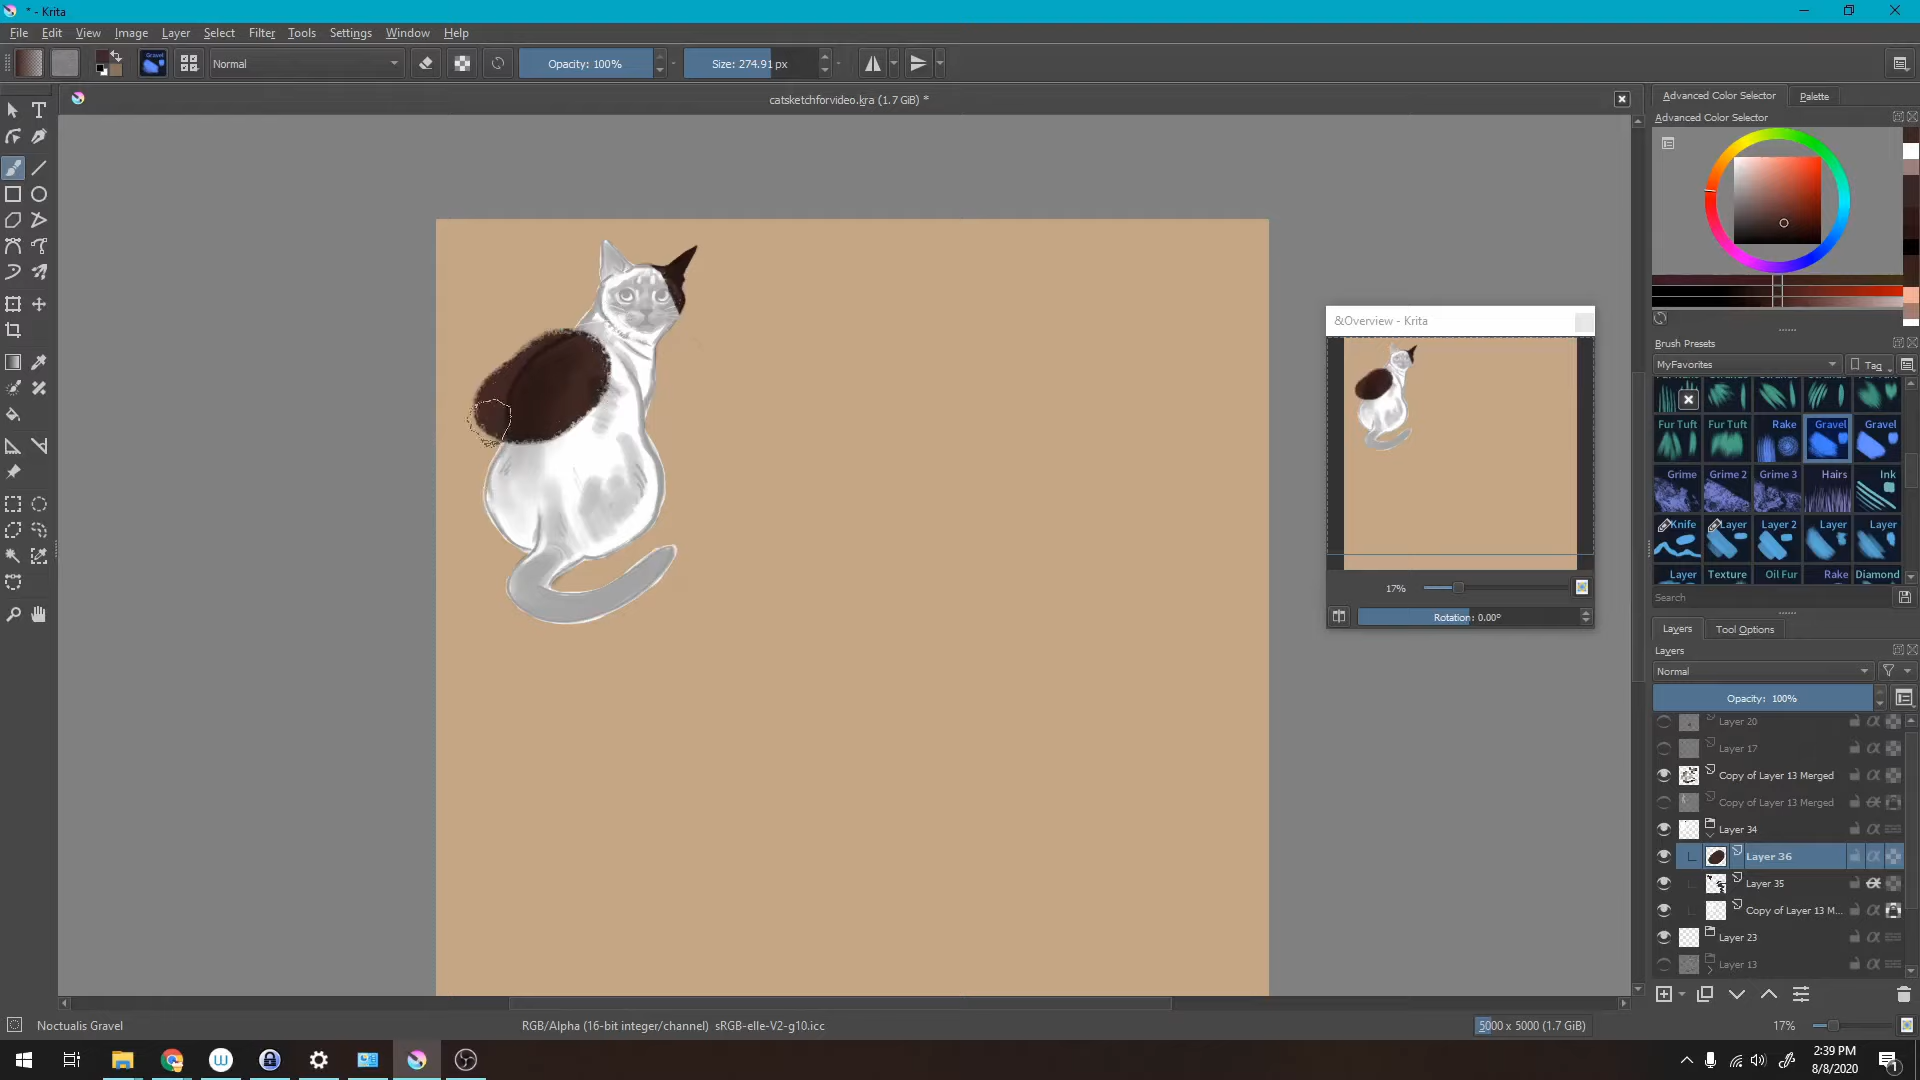 * - Krita
File Edit View Image Layer Select Filter Tools Settings Window Help
Gravel
Normal
Opacity: 100%
Size: 274.91 px
catsketchforvideo.kra (1.7 GiB) *
Advanced Color Selector
Palette
Advanced Color Selector
&Overview - Krita
17%
Rotation: 0.00°
Brush Presets
MyFavorites
Tag
Fur Tuft Fur Tuft Rake Gravel Gravel
Grime Grime 2 Grime 3 Hairs Ink
Knife Layer Layer 2 Layer Layer
Layer Texture Oil Fur Rake Diamond
Search
Layers
Tool Options
Layers
Normal
Opacity: 100%
Layer 20
Layer 17
Copy of Layer 13 Merged
Copy of Layer 13 Merged
Layer 34
Layer 36
Layer 35
Copy of Layer 13 M...
Layer 23
Layer 13
Noctualis Gravel
RGB/Alpha (16-bit integer/channel) sRGB-elle-V2-g10.icc
5000 x 5000 (1.7 GiB)
17%
2:39 PM
8/8/2020
1